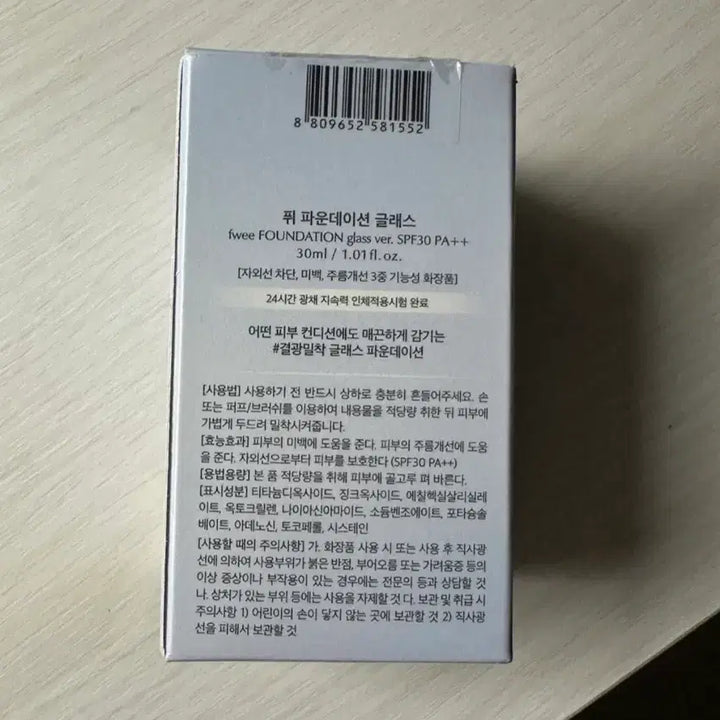 8 809652 581552
퓌 파운데이션 글래스
fwee FOUNDATION glass ver. SPF30 PA++
30ml / 1.01fl.oz.
[자외선 차단, 미백, 주름개선 3중 기능성 화장품]
24시간 광채 지속력 인체적용시험 완료
어떤 피부 컨디션에도 매끈하게 감기는
#결광밀착 글래스 파운데이션
[사용법] 사용하기 전 반드시 상하로 충분히 흔들어주세요. 손
또는 퍼프/브러쉬를 이용하여 내용물을 적당량 취한 뒤 피부에
가볍게 두드려 밀착시켜줍니다.
[효능효과] 피부의 미백에 도움을 준다. 피부의 주름개선에 도움
을 준다. 자외선으로부터 피부를 보호한다 (SPF30 PA++)
[용법용량] 본 품 적당량을 취해 피부에 골고루 펴 바른다.
[표시성분] 티타늄디옥사이드, 징크옥사이드, 에칠헥실살리실레
이트, 옥토크릴렌, 나이아신아마이드, 소듐벤조에이트, 포타슘솔
베이트, 아데노신, 토코페롤, 시스테인
[사용할 때의 주의사항] 가. 화장품 사용 시 또는 사용 후 직사광
선에 의하여 사용부위가 붉은 반점, 부어오름 또는 가려움증 등의
이상 증상이나 부작용이 있는 경우에는 전문의 등과 상담할 것
나. 상처가 있는 부위 등에는 사용을 자제할 것 다. 보관 및 취급 시
주의사항 1) 어린이의 손이 닿지 않는 곳에 보관할 것 2) 직사광
선을 피해서 보관할 것